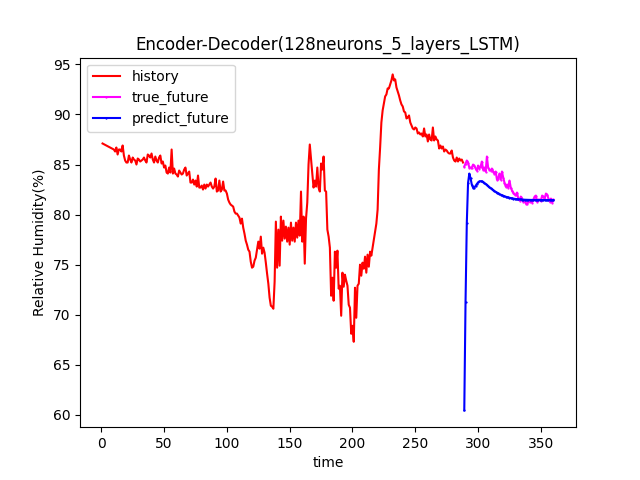 Encoder-Decoder(128neurons_5_layers_LSTM)
history
true_future
predict_future
Relative Humidity(%)
95
90
85
80
75
70
65
60
0 50 100 150 200 250 300 350
time